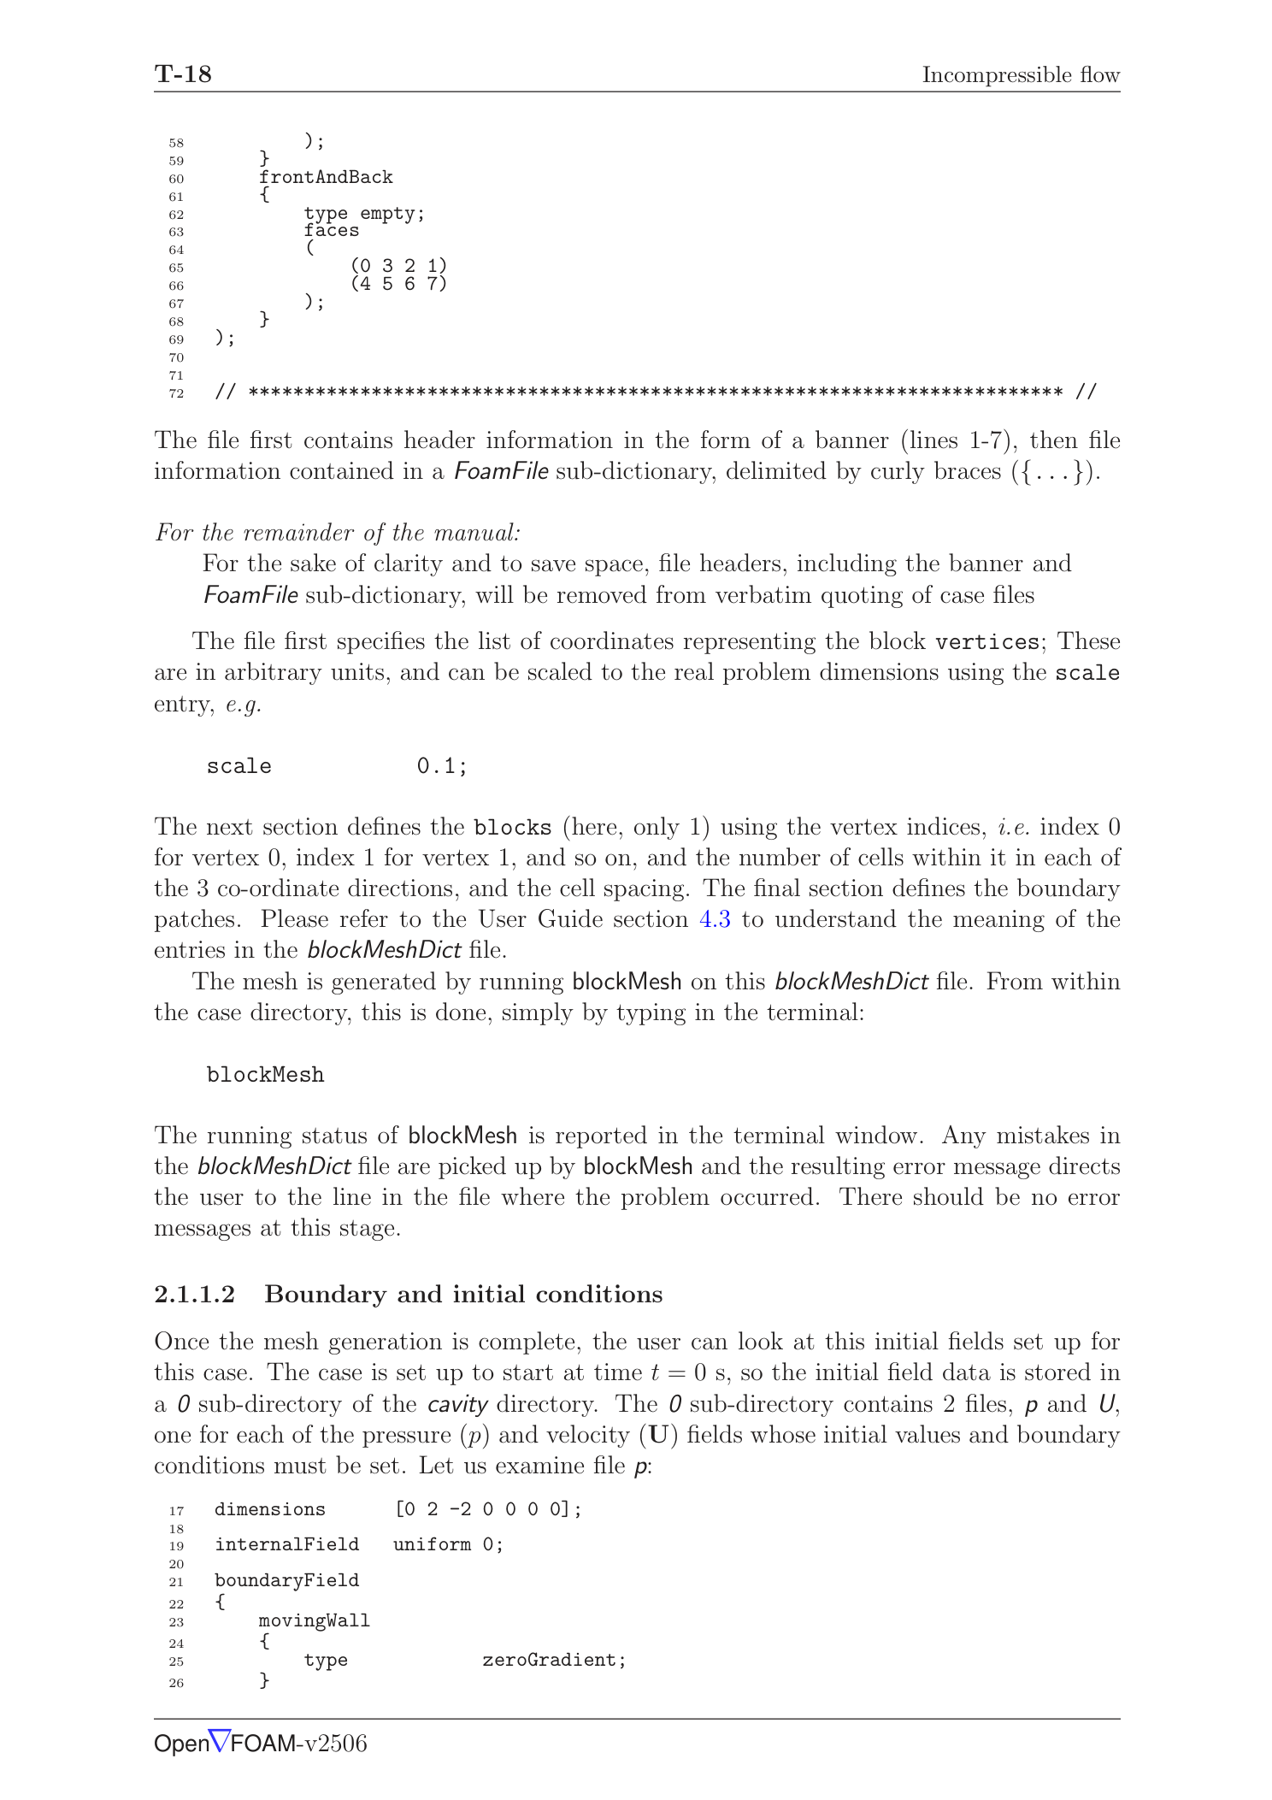 T-18 Incompressible flow
58 );
59 }
60 frontAndBack
61 {
62 type empty;
63 faces
64 (
65 (0 3 2 1)
66 (4 5 6 7)
67 );
68 }
69 );
70
71
72 // ************************************************************************* //
The file first contains header information in the form of a banner (lines 1-7), then file
information contained in a FoamFile sub-dictionary, delimited by curly braces ({...}).
For the remainder of the manual:
For the sake of clarity and to save space, file headers, including the banner and
FoamFile sub-dictionary, will be removed from verbatim quoting of case files
The file first specifies the list of coordinates representing the block vertices; These
are in arbitrary units, and can be scaled to the real problem dimensions using the scale
entry, e.g.
scale 0.1;
The next section defines the blocks (here, only 1) using the vertex indices, i.e. index 0
for vertex 0, index 1 for vertex 1, and so on, and the number of cells within it in each of
the 3 co-ordinate directions, and the cell spacing. The final section defines the boundary
patches. Please refer to the User Guide section 4.3 to understand the meaning of the
entries in the blockMeshDict file.
The mesh is generated by running blockMesh on this blockMeshDict file. From within
the case directory, this is done, simply by typing in the terminal:
blockMesh
The running status of blockMesh is reported in the terminal window. Any mistakes in
the blockMeshDict file are picked up by blockMesh and the resulting error message directs
the user to the line in the file where the problem occurred. There should be no error
messages at this stage.
2.1.1.2 Boundary and initial conditions
Once the mesh generation is complete, the user can look at this initial fields set up for
this case. The case is set up to start at time t = 0 s, so the initial field data is stored in
a 0 sub-directory of the cavity directory. The 0 sub-directory contains 2 files, p and U,
one for each of the pressure (p) and velocity (U) fields whose initial values and boundary
conditions must be set. Let us examine file p:
17 dimensions [0 2 -2 0 0 0 0];
18
19 internalField uniform 0;
20
21 boundaryField
22 {
23 movingWall
24 {
25 type zeroGradient;
26 }
Open∇FOAM-v2506